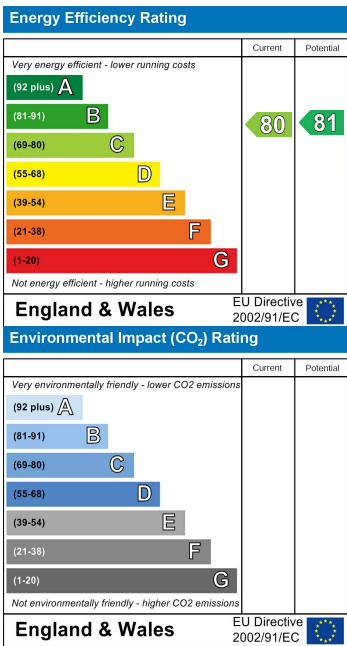 Energy Efficiency Rating
Current Potential
Very energy efficient - lower running costs
(92 plus) A
(81-91) B
80 81
(69-80) C
(55-68) D
(39-54) E
(21-38) F
(1-20) G
Not energy efficient - higher running costs
England & Wales
EU Directive
2002/91/EC
Environmental Impact (CO₂) Rating
Current Potential
Very environmentally friendly - lower CO2 emissions
(92 plus) A
(81-91) B
(69-80) C
(55-68) D
(39-54) E
(21-38) F
(1-20) G
Not environmentally friendly - higher CO2 emissions
England & Wales
EU Directive
2002/91/EC